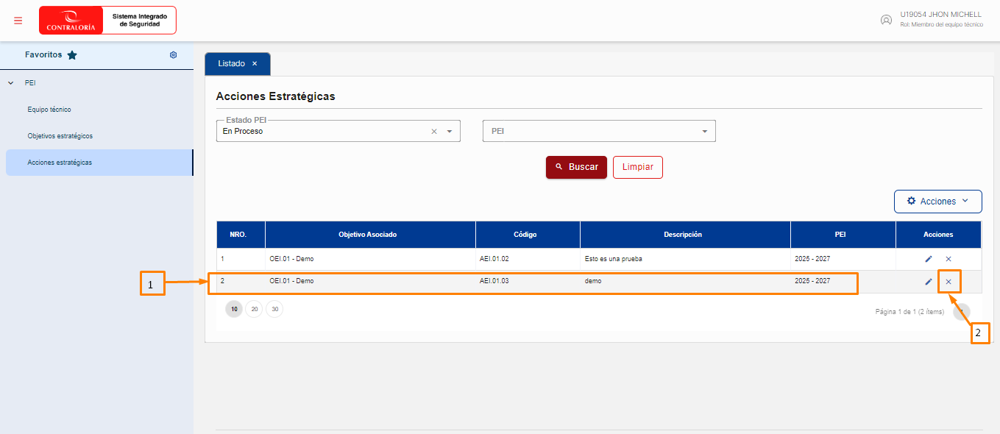 CONTRALORÍA
Sistema Integrado
de Seguridad
U19054 JHON MICHELL
Rol: Miembro del equipo técnico
Favoritos
Listado
PEI
Equipo técnico
Objetivos estratégicos
Acciones estratégicas
Acciones Estratégicas
Estado PEI
En Proceso
PEI
Buscar
Limpiar
Acciones
NRO. Objetivo Asociado Código Descripción PEI Acciones
1 OEI.01 - Demo AEI.01.02 Esto es una prueba 2025 - 2027
2 OEI.01 - Demo AEI.01.03 demo 2025 - 2027
1
10 20 30
Página 1 de 1 (2 ítems)
2